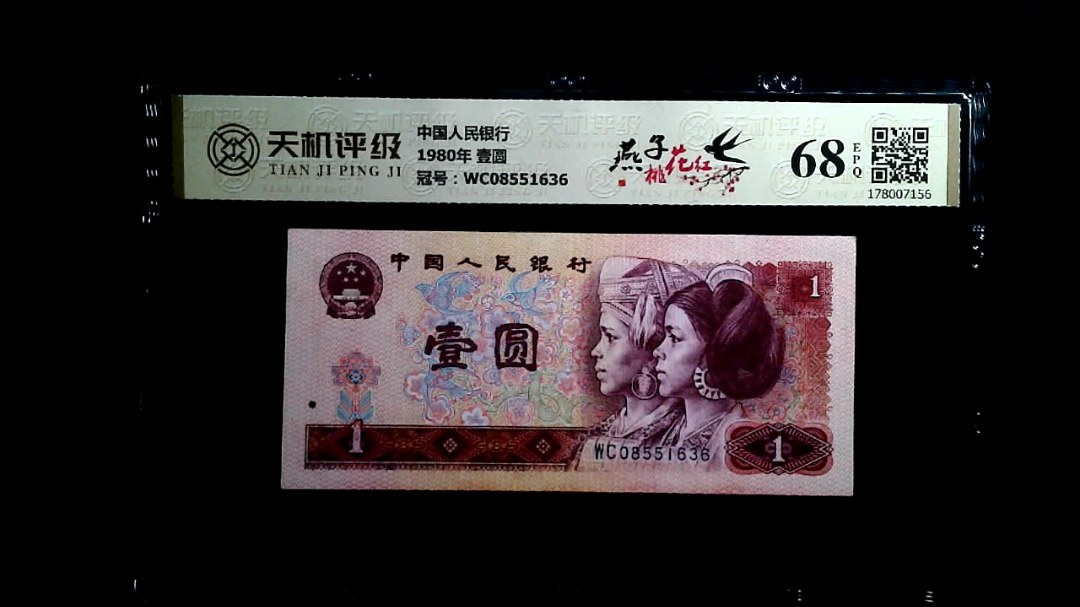 天机评级
TIAN JI PING JI
中国人民银行
1980年 壹圆
冠号：WC08551636
燕子
桃花红
68
EPQ
178007156
中国人民银行
壹圆
1
1
WC08551636
1